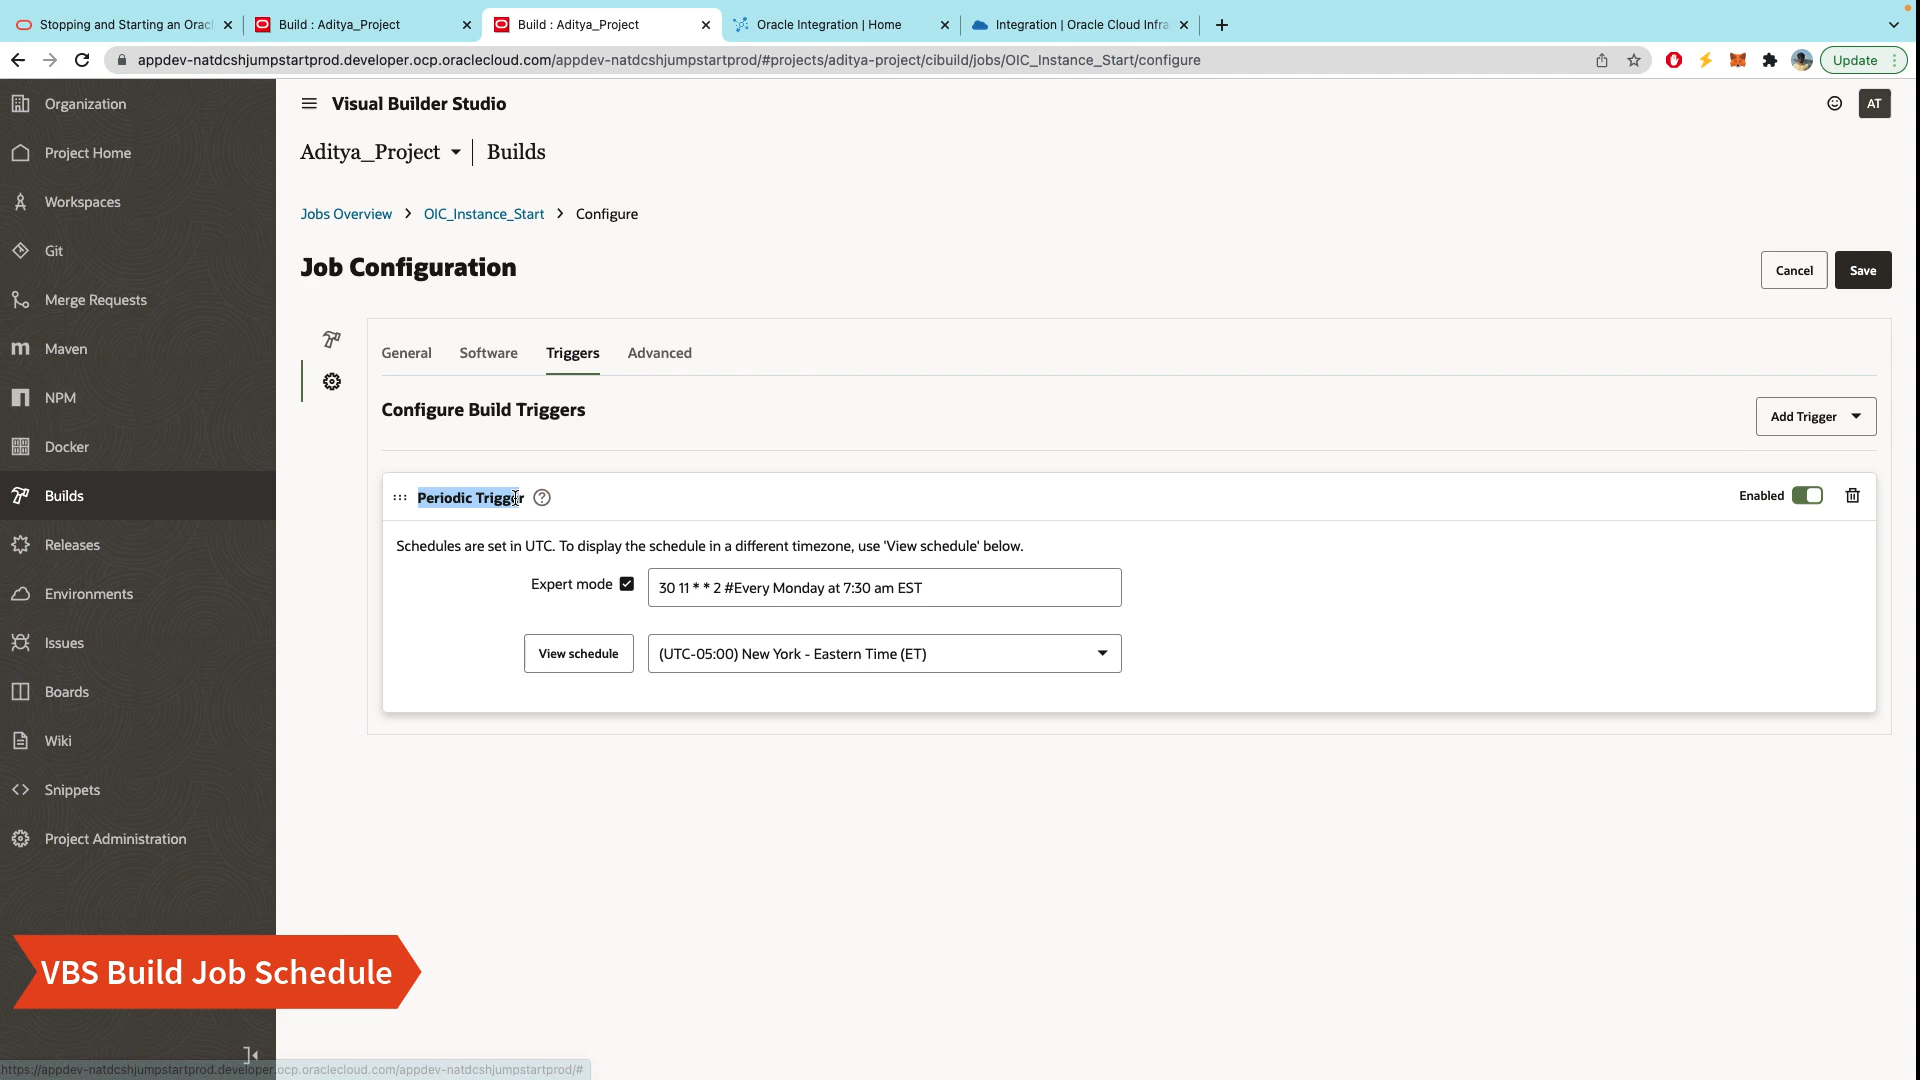 Stopping and Starting an Orac
Build : Aditya_Project
Build : Aditya_Project
Oracle Integration | Home
Integration | Oracle Cloud Infra
appdev-natdcshjumpstartprod.developer.ocp.oraclecloud.com/appdev-natdcshjumpstartprod/#projects/aditya-project/cibuild/jobs/OIC_Instance_Start/configure
Update
Organization
Project Home
Workspaces
Git
Merge Requests
Maven
NPM
Docker
Builds
Releases
Environments
Issues
Boards
Wiki
Snippets
Project Administration
Visual Builder Studio
AT
Aditya_Project | Builds
Jobs Overview > OIC_Instance_Start > Configure
Job Configuration
Cancel
Save
General Software Triggers Advanced
Configure Build Triggers
Add Trigger
Periodic Trigger ?
Enabled
Schedules are set in UTC. To display the schedule in a different timezone, use 'View schedule' below.
Expert mode 30 11 * * 2 #Every Monday at 7:30 am EST
View schedule (UTC-05:00) New York - Eastern Time (ET)
VBS Build Job Schedule
https://appdev-natdcshjumpstartprod.developer.ocp.oraclecloud.com/appdev-natdcshjumpstartprod/#